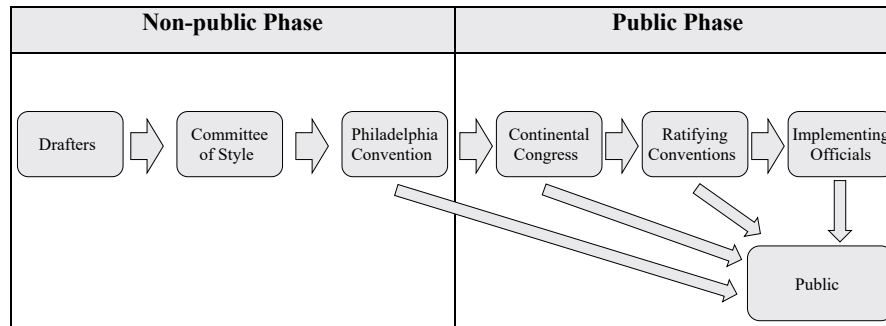 Non-public Phase
Public Phase
Drafters
Committee
of Style
Philadelphia
Convention
Continental
Congress
Ratifying
Conventions
Implementing
Officials
Public